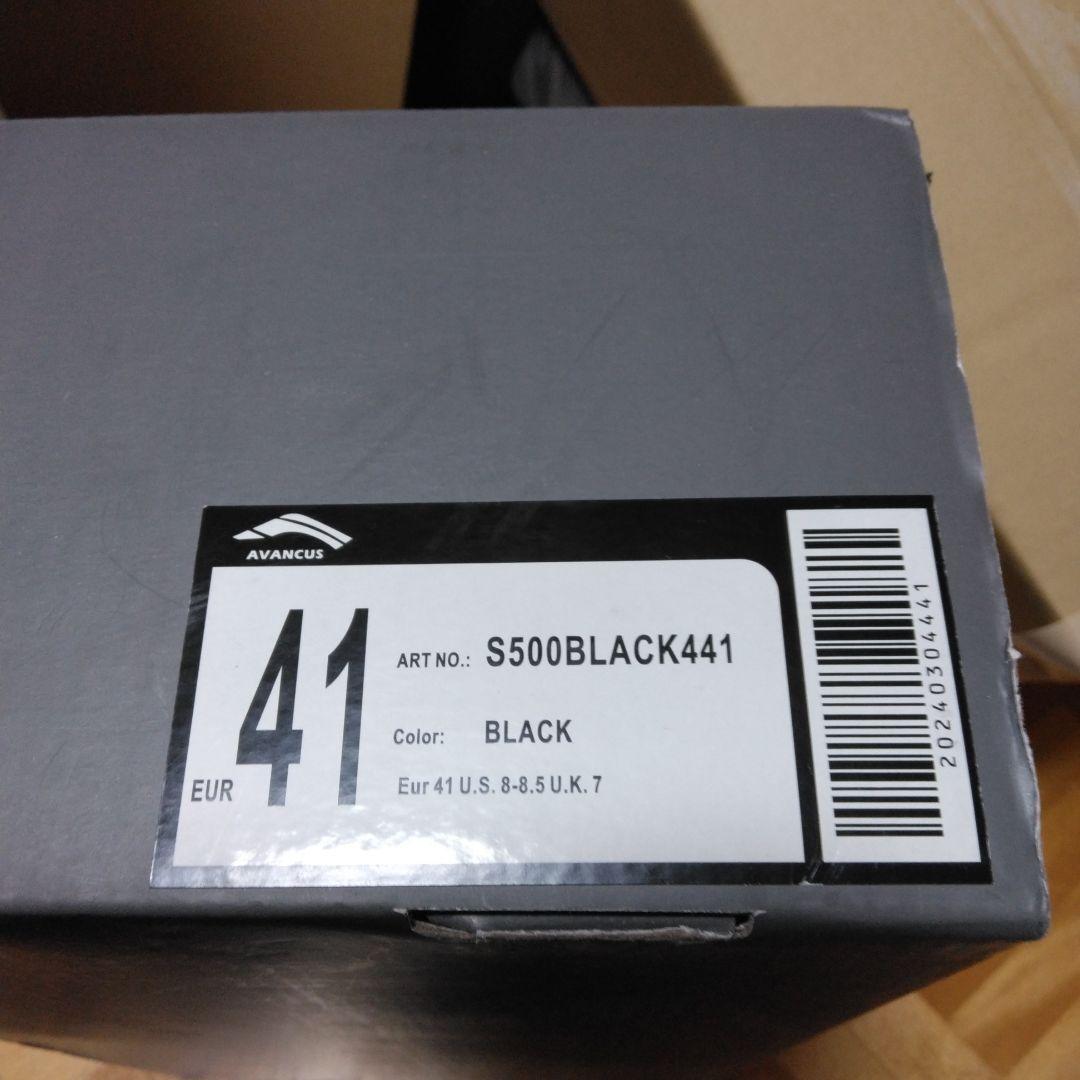 AVANCUS
EUR 41
ART NO.: S500BLACK441
Color: BLACK
Eur 41 U.S. 8-8.5 U.K. 7
20240304441